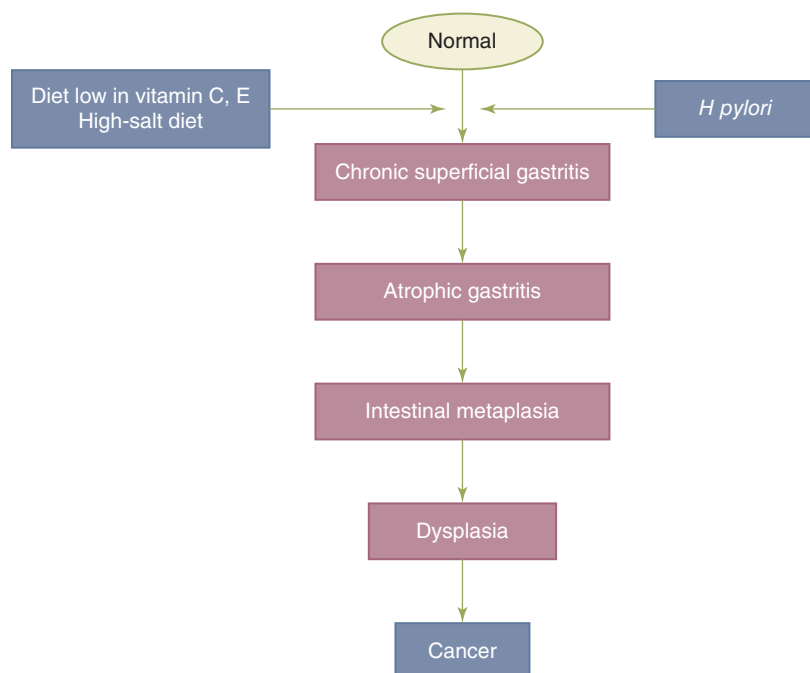 Normal
Diet low in vitamin C, E
High-salt diet
H pylori
Chronic superficial gastritis
Atrophic gastritis
Intestinal metaplasia
Dysplasia
Cancer